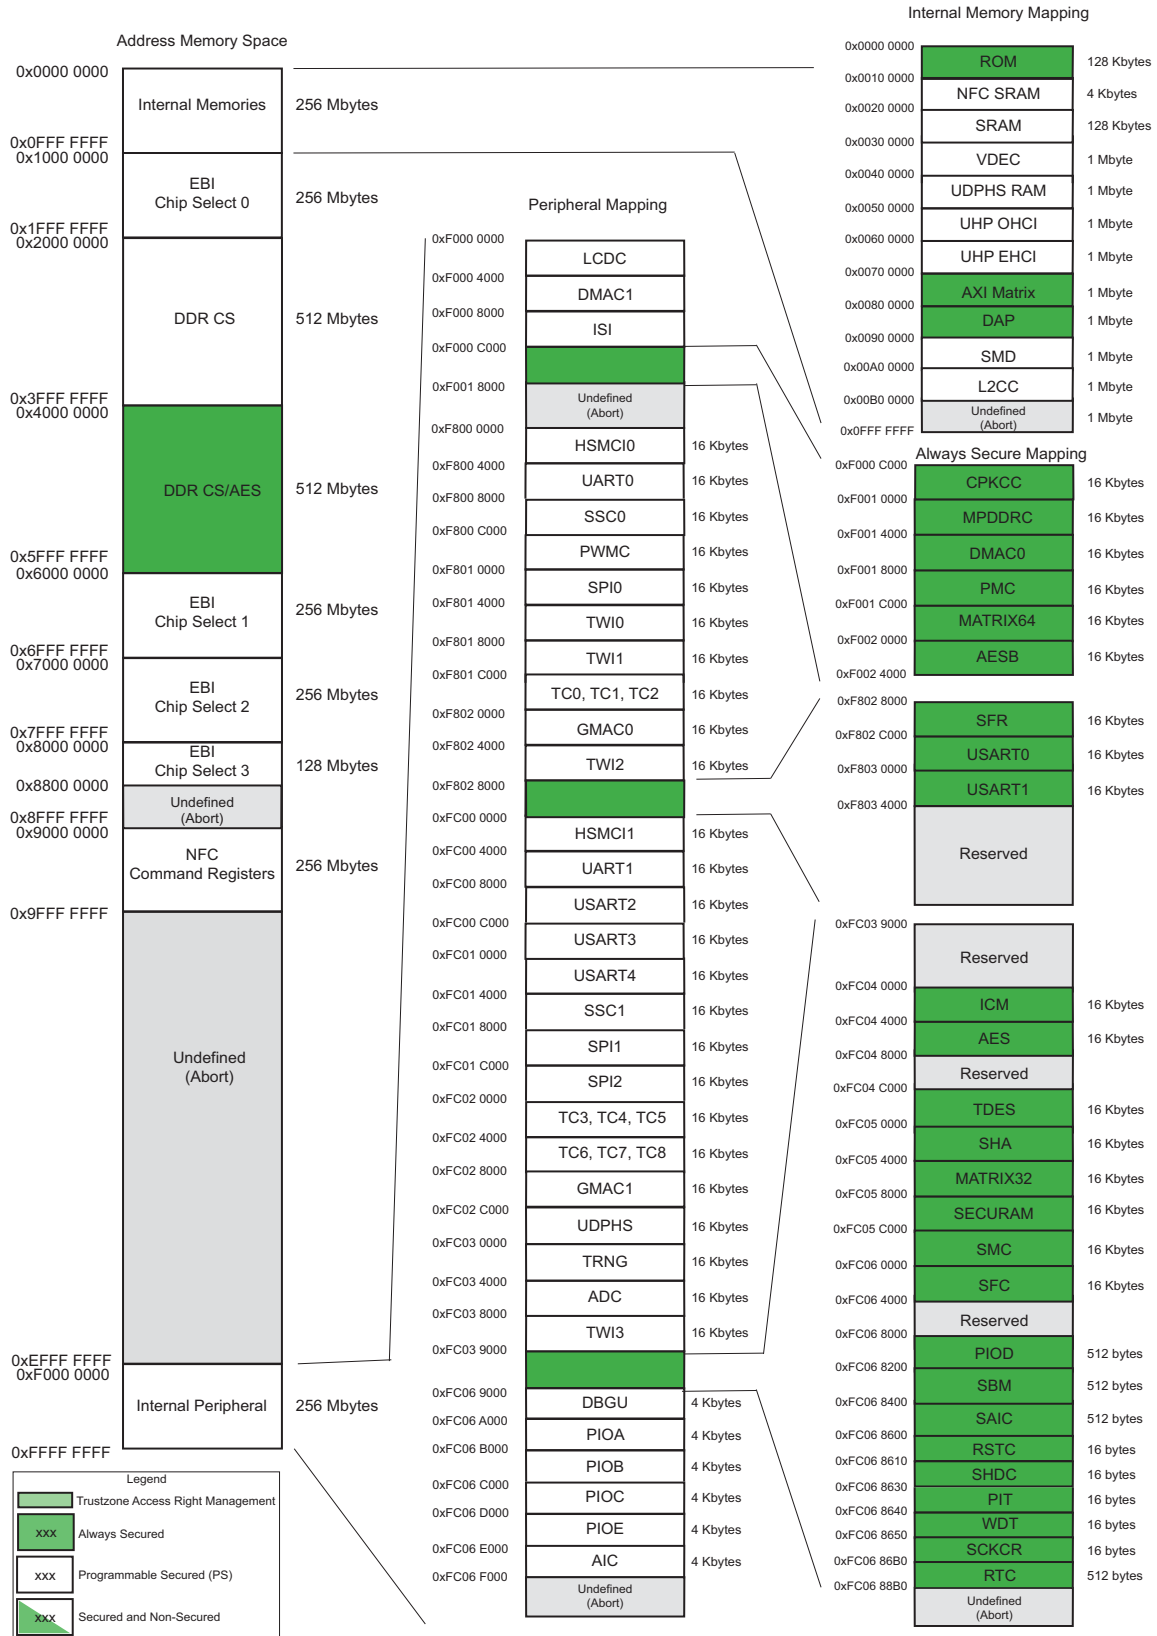 Address Memory Space
0x0000 0000
Internal Memories
256 Mbytes
0x0FFF FFFF
0x1000 0000
EBI
Chip Select 0
256 Mbytes
0x1FFF FFFF
0x2000 0000
DDR CS
512 Mbytes
0x3FFF FFFF
0x4000 0000
DDR CS/AES
512 Mbytes
0x5FFF FFFF
0x6000 0000
EBI
Chip Select 1
256 Mbytes
0x6FFF FFFF
0x7000 0000
EBI
Chip Select 2
256 Mbytes
0x7FFF FFFF
0x8000 0000
EBI
Chip Select 3
128 Mbytes
0x8800 0000
Undefined
(Abort)
0x8FFF FFFF
0x9000 0000
NFC
Command Registers
256 Mbytes
0x9FFF FFFF
Undefined
(Abort)
0xEFFF FFFF
0xF000 0000
Internal Peripheral
256 Mbytes
0xFFFF FFFF
Legend
Trustzone Access Right Management
xxx Always Secured
xxx Programmable Secured (PS)
xxx Secured and Non-Secured
Peripheral Mapping
0xF000 0000
LCDC
0xF000 4000
DMAC1
0xF000 8000
ISI
0xF000 C000
0xF001 8000
Undefined
(Abort)
0xF800 0000
HSMCI0 16 Kbytes
0xF800 4000
UART0 16 Kbytes
0xF800 8000
SSC0 16 Kbytes
0xF800 C000
PWMC 16 Kbytes
0xF801 0000
SPI0 16 Kbytes
0xF801 4000
TWI0 16 Kbytes
0xF801 8000
TWI1 16 Kbytes
0xF801 C000
TC0, TC1, TC2 16 Kbytes
0xF802 0000
GMAC0 16 Kbytes
0xF802 4000
TWI2 16 Kbytes
0xF802 8000
0xFC00 0000
HSMCI1 16 Kbytes
0xFC00 4000
UART1 16 Kbytes
0xFC00 8000
USART2 16 Kbytes
0xFC00 C000
USART3 16 Kbytes
0xFC01 0000
USART4 16 Kbytes
0xFC01 4000
SSC1 16 Kbytes
0xFC01 8000
SPI1 16 Kbytes
0xFC01 C000
SPI2 16 Kbytes
0xFC02 0000
TC3, TC4, TC5 16 Kbytes
0xFC02 4000
TC6, TC7, TC8 16 Kbytes
0xFC02 8000
GMAC1 16 Kbytes
0xFC02 C000
UDPHS 16 Kbytes
0xFC03 0000
TRNG 16 Kbytes
0xFC03 4000
ADC 16 Kbytes
0xFC03 8000
TWI3 16 Kbytes
0xFC03 9000
0xFC06 9000
DBGU 4 Kbytes
0xFC06 A000
PIOA 4 Kbytes
0xFC06 B000
PIOB 4 Kbytes
0xFC06 C000
PIOC 4 Kbytes
0xFC06 D000
PIOE 4 Kbytes
0xFC06 E000
AIC 4 Kbytes
0xFC06 F000
Undefined
(Abort)
Internal Memory Mapping
0x0000 0000
ROM 128 Kbytes
0x0010 0000
NFC SRAM 4 Kbytes
0x0020 0000
SRAM 128 Kbytes
0x0030 0000
VDEC 1 Mbyte
0x0040 0000
UDPHS RAM 1 Mbyte
0x0050 0000
UHP OHCI 1 Mbyte
0x0060 0000
UHP EHCI 1 Mbyte
0x0070 0000
AXI Matrix 1 Mbyte
0x0080 0000
DAP 1 Mbyte
0x0090 0000
SMD 1 Mbyte
0x00A0 0000
L2CC 1 Mbyte
0x00B0 0000
Undefined
(Abort)
1 Mbyte
0x0FFF FFFF
Always Secure Mapping
0xF000 C000
CPKCC 16 Kbytes
0xF001 0000
MPDDRC 16 Kbytes
0xF001 4000
DMAC0 16 Kbytes
0xF001 8000
PMC 16 Kbytes
0xF001 C000
MATRIX64 16 Kbytes
0xF002 0000
AESB 16 Kbytes
0xF002 4000
0xF802 8000
SFR 16 Kbytes
0xF802 C000
USART0 16 Kbytes
0xF803 0000
USART1 16 Kbytes
0xF803 4000
Reserved
0xFC03 9000
Reserved
0xFC04 0000
ICM 16 Kbytes
0xFC04 4000
AES 16 Kbytes
0xFC04 8000
Reserved
0xFC04 C000
TDES 16 Kbytes
0xFC05 0000
SHA 16 Kbytes
0xFC05 4000
MATRIX32 16 Kbytes
0xFC05 8000
SECURAM 16 Kbytes
0xFC05 C000
SMC 16 Kbytes
0xFC06 0000
SFC 16 Kbytes
0xFC06 4000
Reserved
0xFC06 8000
PIOD 512 bytes
0xFC06 8200
SBM 512 bytes
0xFC06 8400
SAIC 512 bytes
0xFC06 8600
RSTC 16 bytes
0xFC06 8610
SHDC 16 bytes
0xFC06 8630
PIT 16 bytes
0xFC06 8640
WDT 16 bytes
0xFC06 8650
SCKCR 16 bytes
0xFC06 86B0
RTC 512 bytes
0xFC06 88B0
Undefined
(Abort)